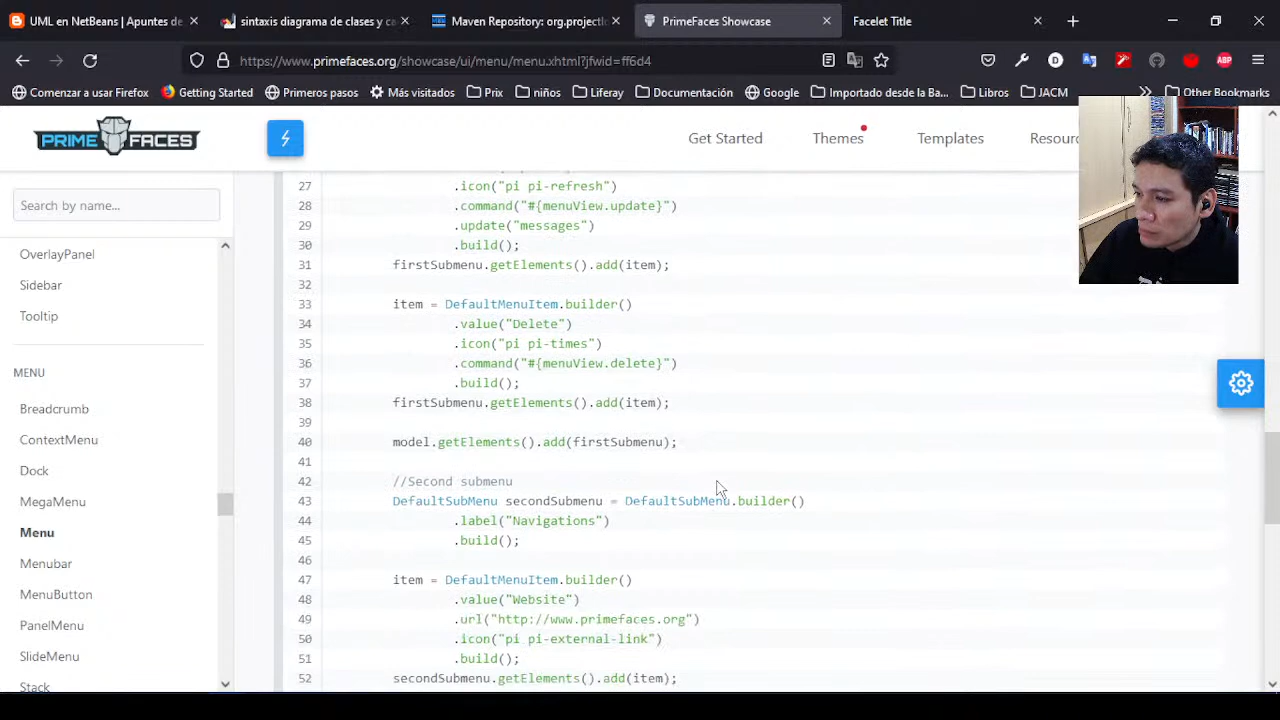 UML en NetBeans | Apuntes de
sintaxis diagrama de clases y ca
Maven Repository: org.projectlo
PrimeFaces Showcase
Facelet Title
https://www.primefaces.org/showcase/ui/menu/menu.xhtml?jfwid=ff6d4
Comenzar a usar Firefox
Getting Started
Primeros pasos
Más visitados
Prix
niños
Liferay
Documentación
Google
Importado desde la Ba...
Libros
JACM
Other Bookmarks
PRIME FACES
Get Started
Themes
Templates
Resour
Search by name...
OverlayPanel
Sidebar
Tooltip
MENU
Breadcrumb
ContextMenu
Dock
MegaMenu
Menu
Menubar
MenuButton
PanelMenu
SlideMenu
Stack
27 .icon("pi pi-refresh")
28 .command("#{menuView.update}")
29 .update("messages")
30 .build();
31 firstSubmenu.getElements().add(item);
32
33 item = DefaultMenuItem.builder()
34 .value("Delete")
35 .icon("pi pi-times")
36 .command("#{menuView.delete}")
37 .build();
38 firstSubmenu.getElements().add(item);
39
40 model.getElements().add(firstSubmenu);
41
42 //Second submenu
43 DefaultSubMenu secondSubmenu = DefaultSubMenu.builder()
44 .label("Navigations")
45 .build();
46
47 item = DefaultMenuItem.builder()
48 .value("Website")
49 .url("http://www.primefaces.org")
50 .icon("pi pi-external-link")
51 .build();
52 secondSubmenu.getElements().add(item);